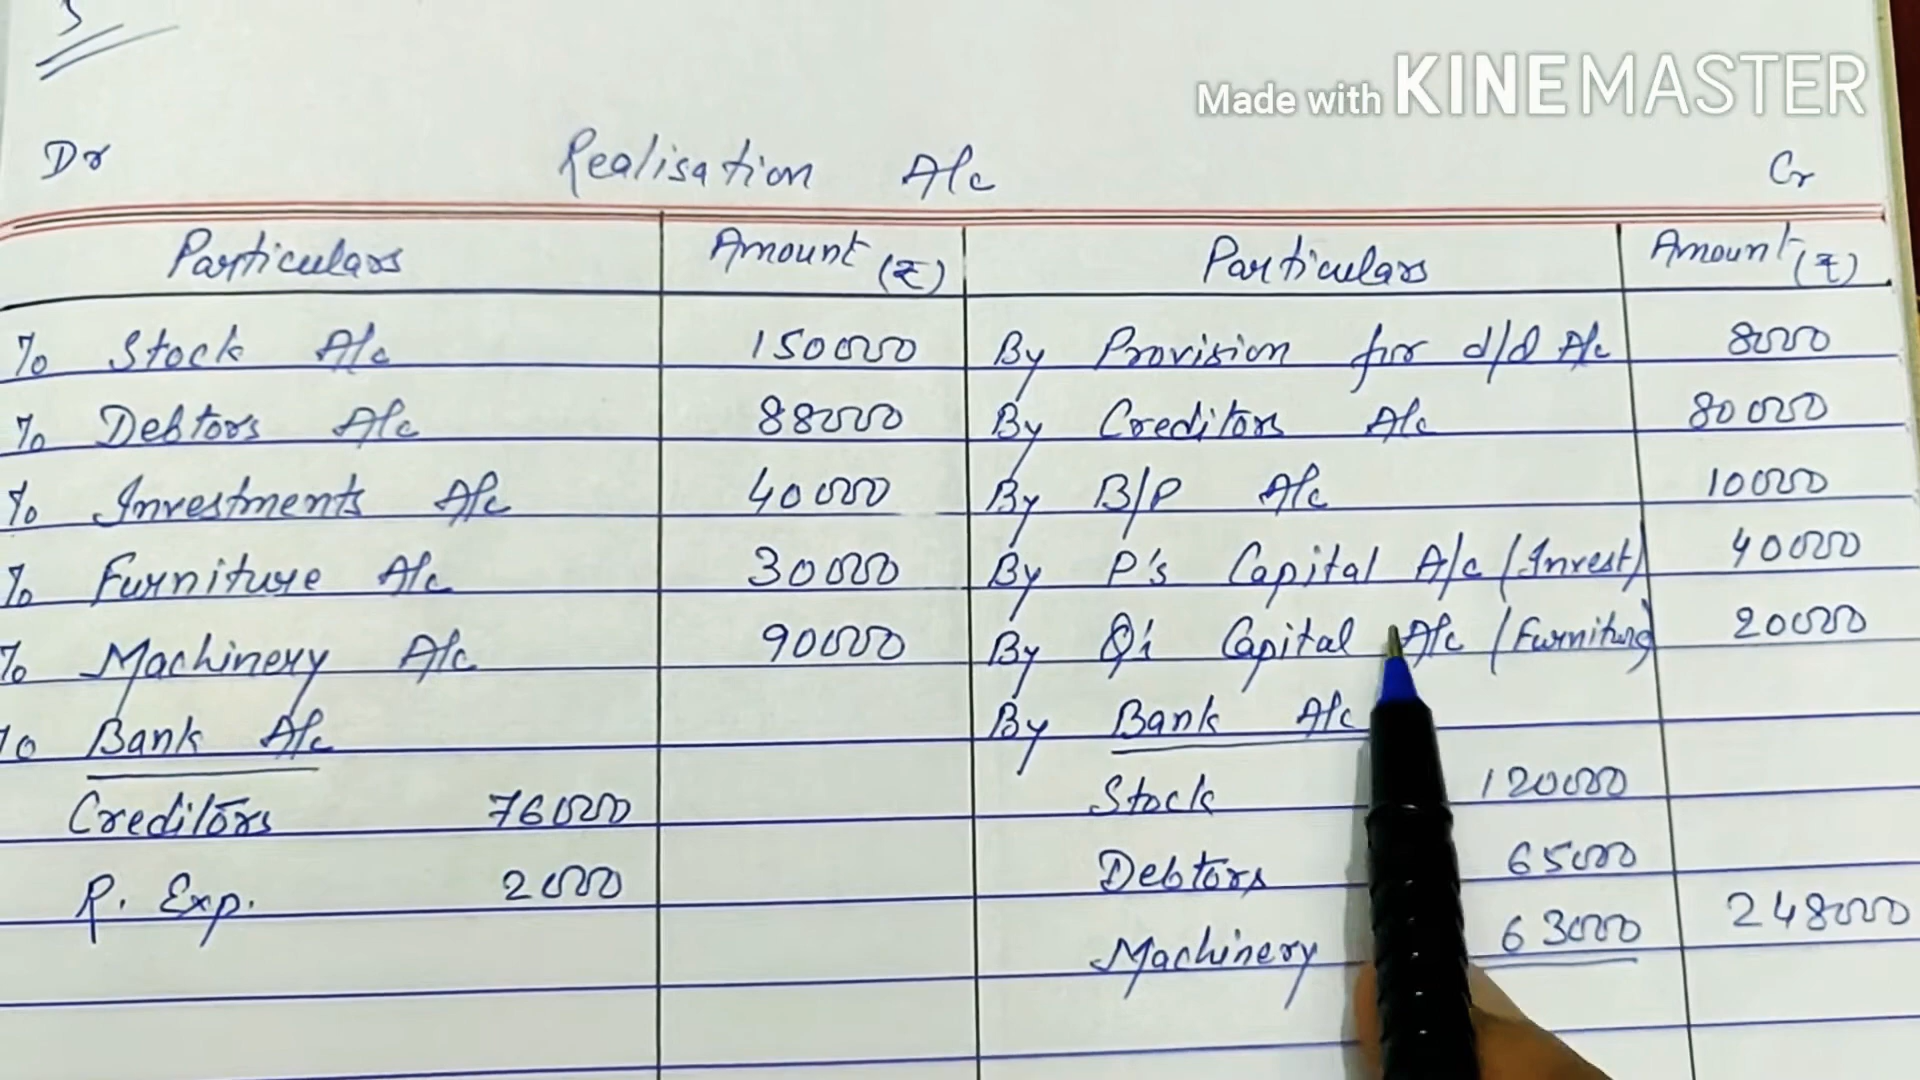 Made with KINEMASTER
Dr Realisation A/c Cr
Particulars Amount (₹) Particulars Amount (₹)
To Stock A/c 150000 By Provision for d/d A/c 8000
To Debtors A/c 88000 By Creditors A/c 80000
To Investments A/c 40000 By B/P A/c 10000
To Furniture A/c 30000 By P's Capital A/c (Invest) 40000
To Machinery A/c 90000 By Q's Capital A/c (Furniture) 20000
To Bank A/c By Bank A/c
Creditors 76000 Stock 120000
R. Exp. 2000 Debtors 65000
Machinery 63000 248000